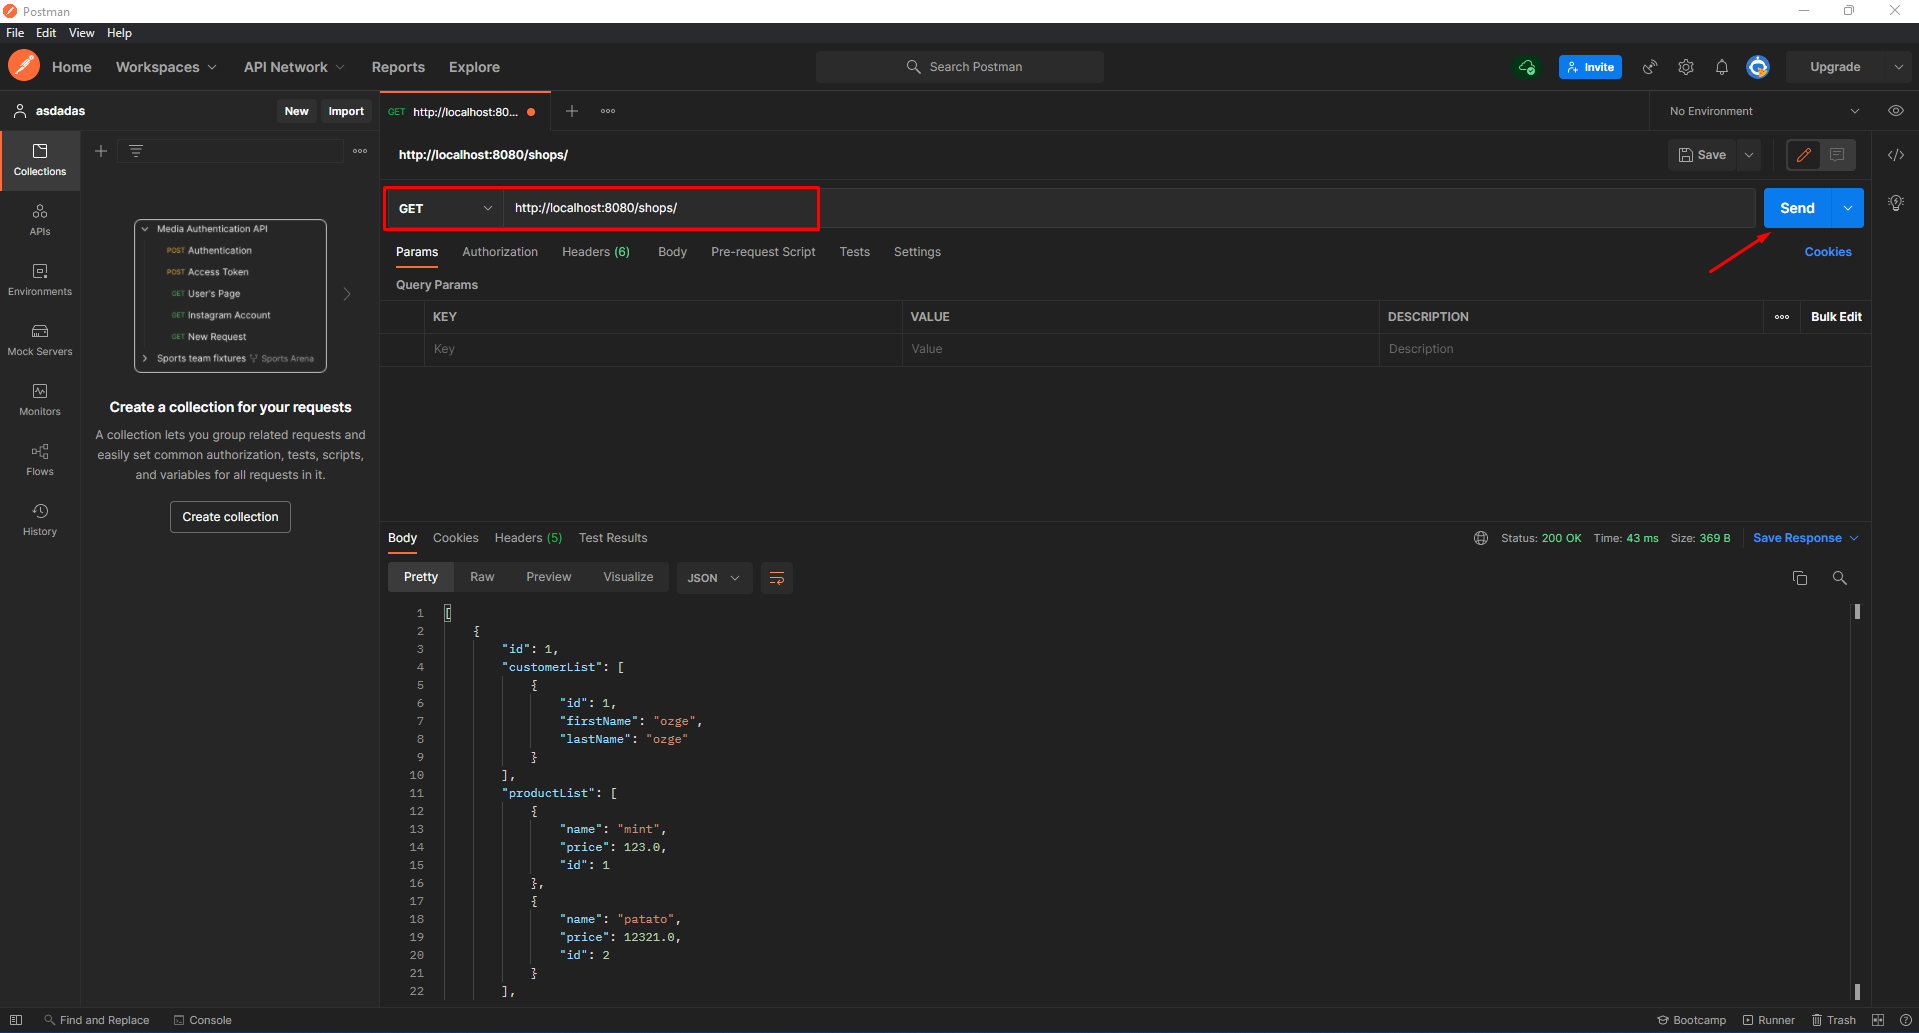 Postman
File Edit View Help
Home Workspaces API Network Reports Explore Search Postman Invite Upgrade
asdadas New Import GET http://localhost:80... No Environment
http://localhost:8080/shops/ Save
GET http://localhost:8080/shops/ Send
Params Authorization Headers (6) Body Pre-request Script Tests Settings Cookies
Query Params
KEY VALUE DESCRIPTION Bulk Edit
Key Value Description
Collections
APIs
Environments
Mock Servers
Monitors
Flows
History
Media Authentication API
POST Authentication
POST Access Token
GET User's Page
GET Instagram Account
GET New Request
Sports team fixtures Sports Arena
Create a collection for your requests
A collection lets you group related requests and
easily set common authorization, tests, scripts,
and variables for all requests in it.
Create collection
Body Cookies Headers (5) Test Results Status: 200 OK Time: 43 ms Size: 369 B Save Response
Pretty Raw Preview Visualize JSON
1 [
2 {
3 "id": 1,
4 "customerList": [
5 {
6 "id": 1,
7 "firstName": "ozge",
8 "lastName": "ozge"
9 }
10 ],
11 "productList": [
12 {
13 "name": "mint",
14 "price": 123.0,
15 "id": 1
16 },
17 {
18 "name": "patato",
19 "price": 12321.0,
20 "id": 2
21 }
22 ],
Find and Replace Console Bootcamp Runner Trash